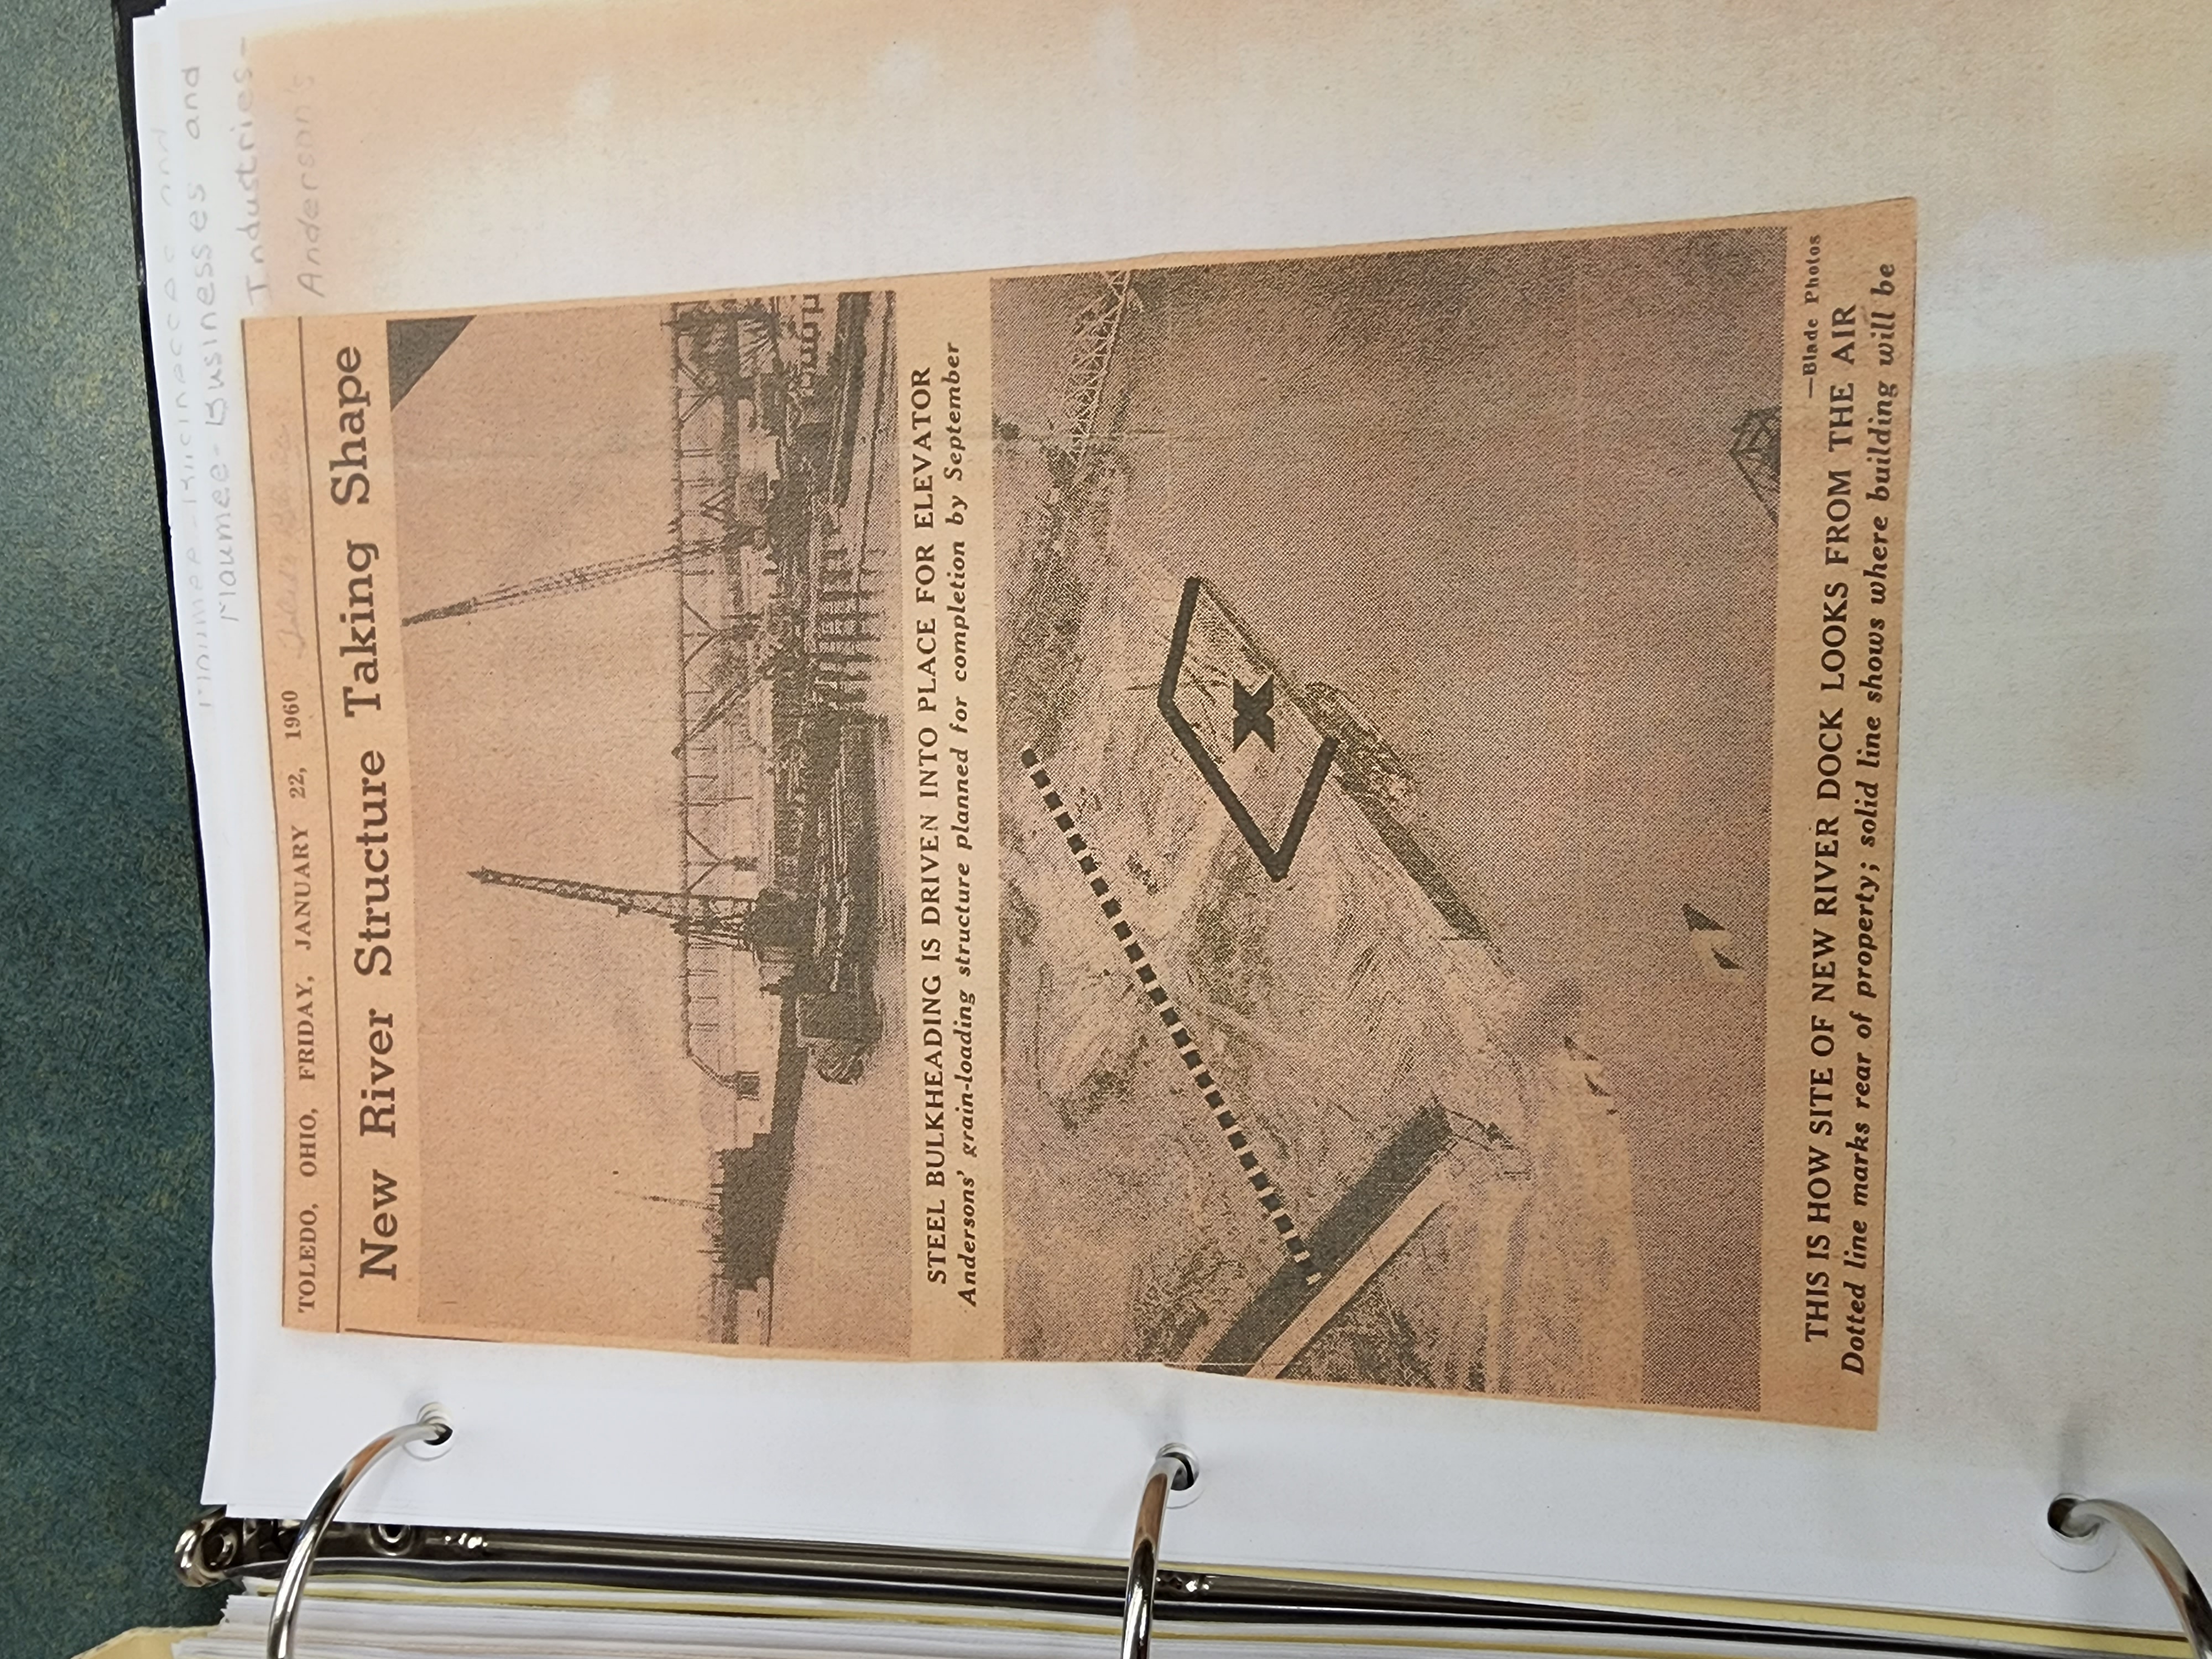 Maumee - Businesses and
Industries-
Anderson's
TOLEDO, OHIO, FRIDAY, JANUARY 22, 1960
New River Structure Taking Shape
STEEL BULKHEADING IS DRIVEN INTO PLACE FOR ELEVATOR
Andersons' grain-loading structure planned for completion by September
X
—Blade Photos
THIS IS HOW SITE OF NEW RIVER DOCK LOOKS FROM THE AIR
Dotted line marks rear of property; solid line shows where building will be